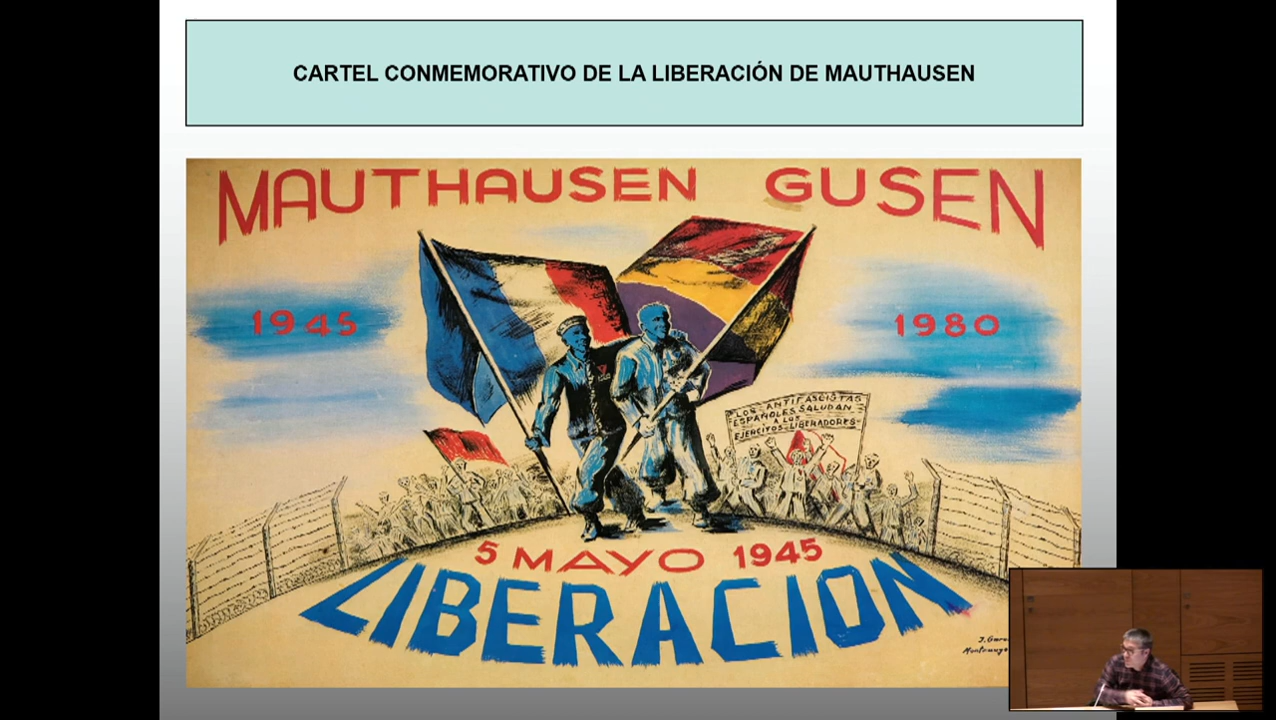 CARTEL CONMEMORATIVO DE LA LIBERACIÓN DE MAUTHAUSEN
MAUTHAUSEN GUSEN
1945
1980
LOS ANTIFASCISTAS
ESPAÑOLES SALUDAN
A LOS
EJERCITOS LIBERADORES
5 MAYO 1945
LIBERACION
J.